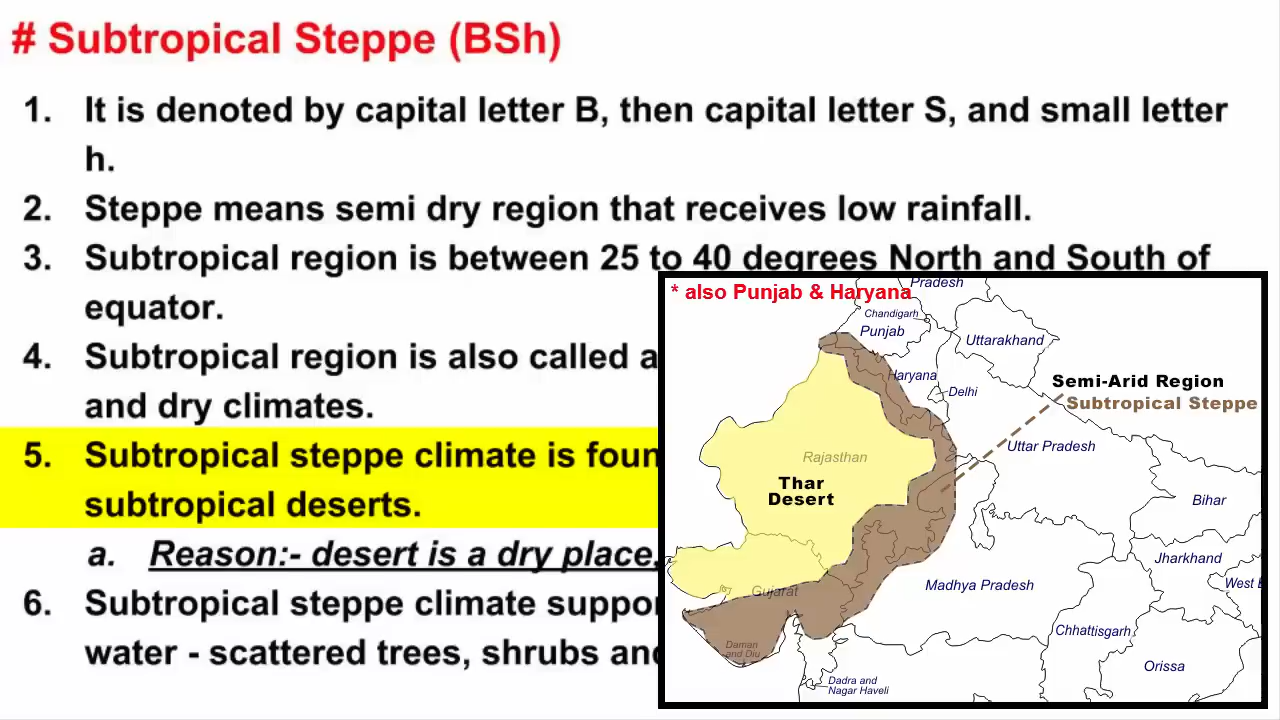 # Subtropical Steppe (BSh)
1. It is denoted by capital letter B, then capital letter S, and small letter
h.
2. Steppe means semi dry region that receives low rainfall.
3. Subtropical region is between 25 to 40 degrees North and South of
equator.
4. Subtropical region is also called a
and dry climates.
5. Subtropical steppe climate is foun
subtropical deserts.
a. Reason:- desert is a dry place,
6. Subtropical steppe climate suppor
water - scattered trees, shrubs and
* also Punjab & Haryana
Pradesh
Chandigarh
Punjab
Uttarakhand
Haryana
Delhi
Semi-Arid Region
Subtropical Steppe
Rajasthan
Uttar Pradesh
Thar
Desert
Bihar
Jharkhand
West
Gujarat
Madhya Pradesh
Chhattisgarh
Daman
and Diu
Orissa
Dadra and
Nagar Haveli